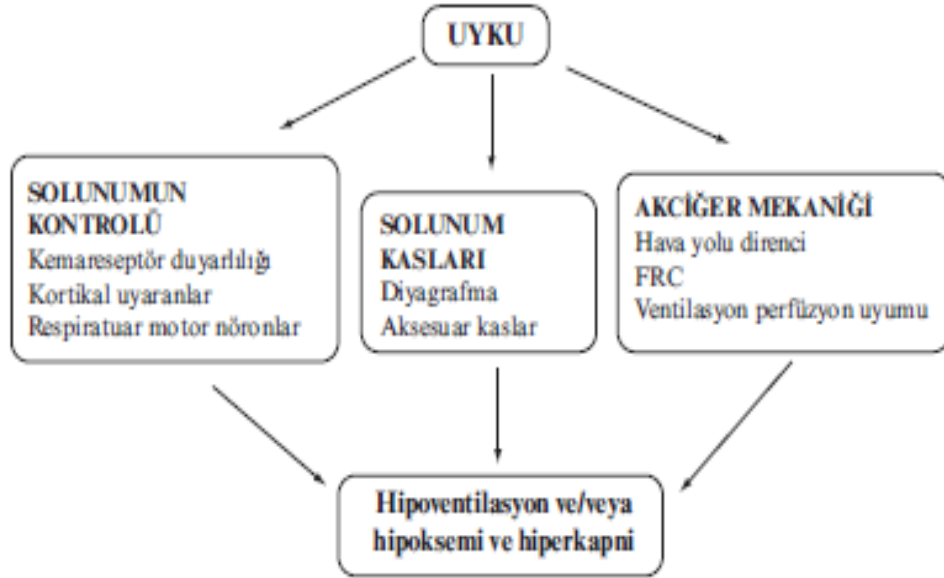 UYKU
SOLUNUMUN
KONTROLÜ
Kemareseptör duyarlılığı
Kortikal uyaranlar
Respiratuar motor nöronlar
SOLUNUM
KASLARI
Diyagrafma
Aksesuar kaslar
AKCİĞER MEKANİĞİ
Hava yolu direnci
FRC
Ventilasyon perfüzyon uyumu
Hipoventilasyon ve/veya
hipoksemi ve hiperkapni